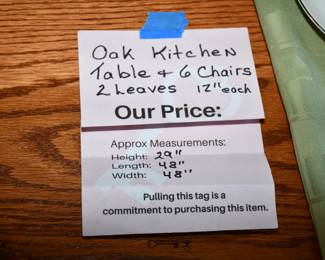 Oak Kitchen
Table & 6 Chairs
2 Leaves 12" each
Our Price:
Approx Measurements:
Height: 29"
Length: 48"
Width: 48"
Pulling this tag is a
commitment to purchasing this item.